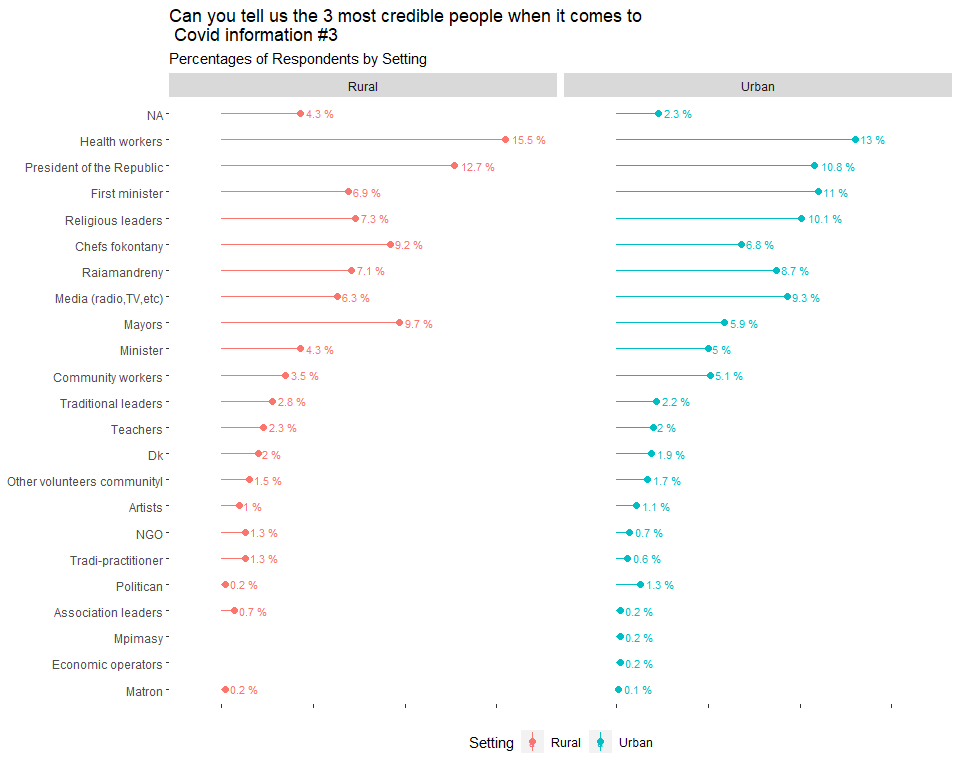 Can you tell us the 3 most credible people when it comes to
Covid information #3
Percentages of Respondents by Setting
Rural Urban
NA 4.3 % 2.3 %
Health workers 15.5 % 13 %
President of the Republic 12.7 % 10.8 %
First minister 6.9 % 11 %
Religious leaders 7.3 % 10.1 %
Chefs fokontany 9.2 % 6.8 %
Raiamandreny 7.1 % 8.7 %
Media (radio,TV,etc) 6.3 % 9.3 %
Mayors 9.7 % 5.9 %
Minister 4.3 % 5 %
Community workers 3.5 % 5.1 %
Traditional leaders 2.8 % 2.2 %
Teachers 2.3 % 2 %
Dk 2 % 1.9 %
Other volunteers communityl 1.5 % 1.7 %
Artists 1 % 1.1 %
NGO 1.3 % 0.7 %
Tradi-practitioner 1.3 % 0.6 %
Politican 0.2 % 1.3 %
Association leaders 0.7 % 0.2 %
Mpimasy 0.2 %
Economic operators 0.2 %
Matron 0.2 % 0.1 %
Setting Rural Urban